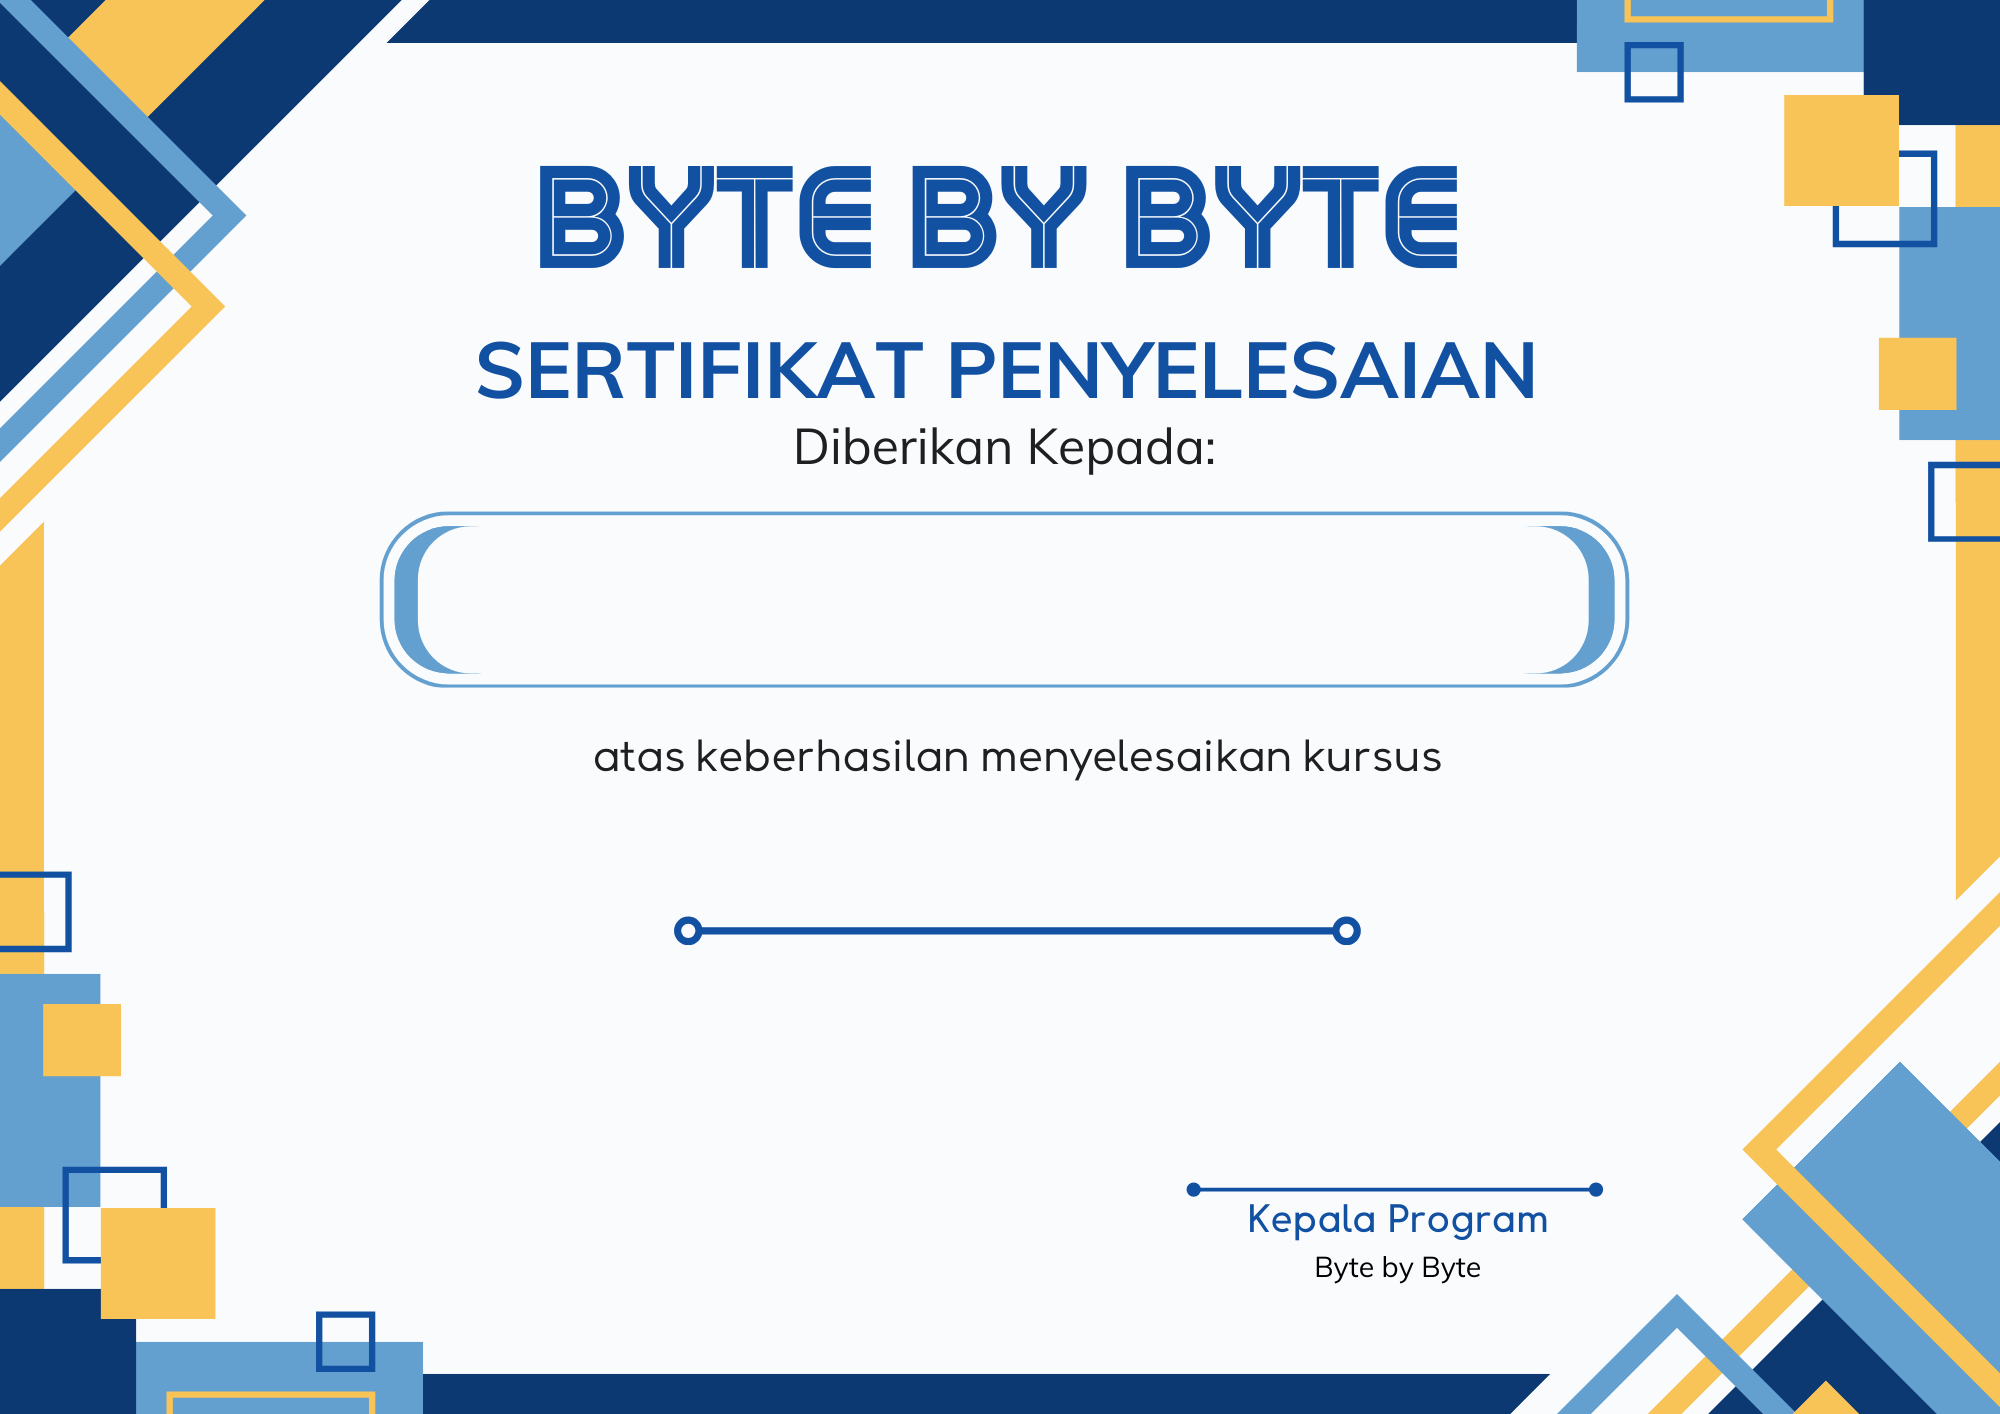 BYTE BY BYTE
SERTIFIKAT PENYELESAIAN
Diberikan Kepada:
atas keberhasilan menyelesaikan kursus
Kepala Program
Byte by Byte